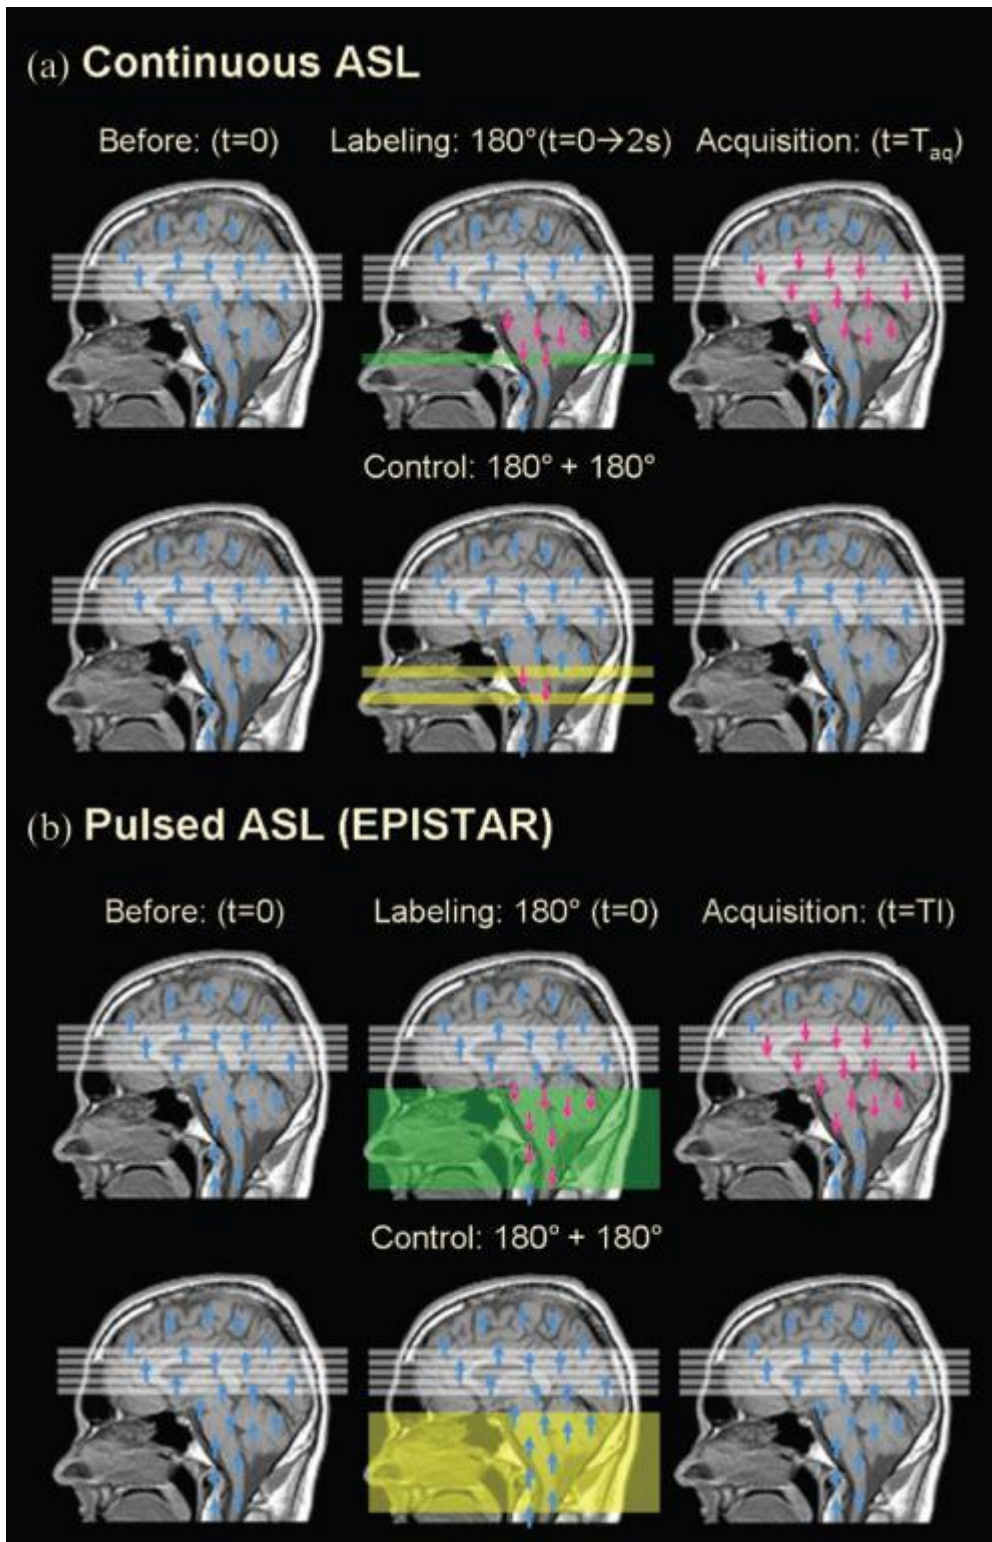 (a) Continuous ASL
Before: (t=0) Labeling: 180°(t=0→2s) Acquisition: (t=Taq)
Control: 180° + 180°
(b) Pulsed ASL (EPISTAR)
Before: (t=0) Labeling: 180° (t=0) Acquisition: (t=TI)
Control: 180° + 180°